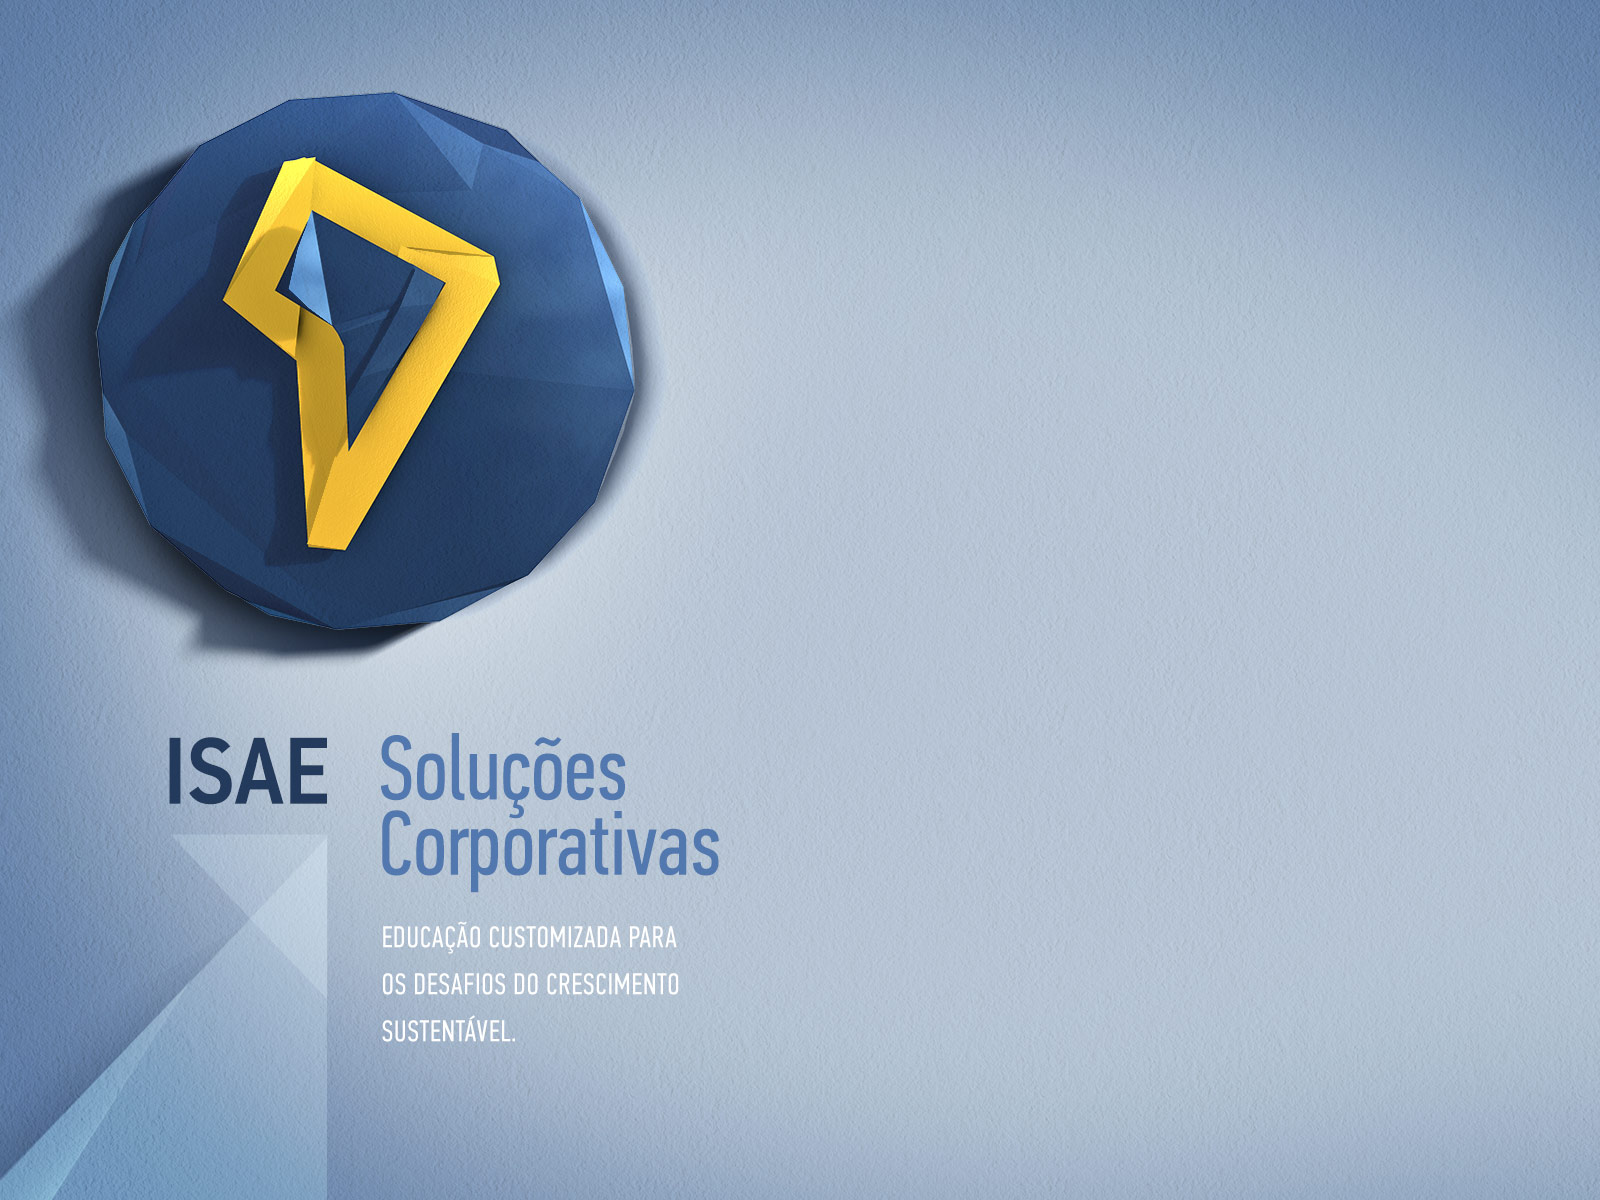 ISAE
Soluções
Corporativas
EDUCAÇÃO CUSTOMIZADA PARA
OS DESAFIOS DO CRESCIMENTO
SUSTENTÁVEL.